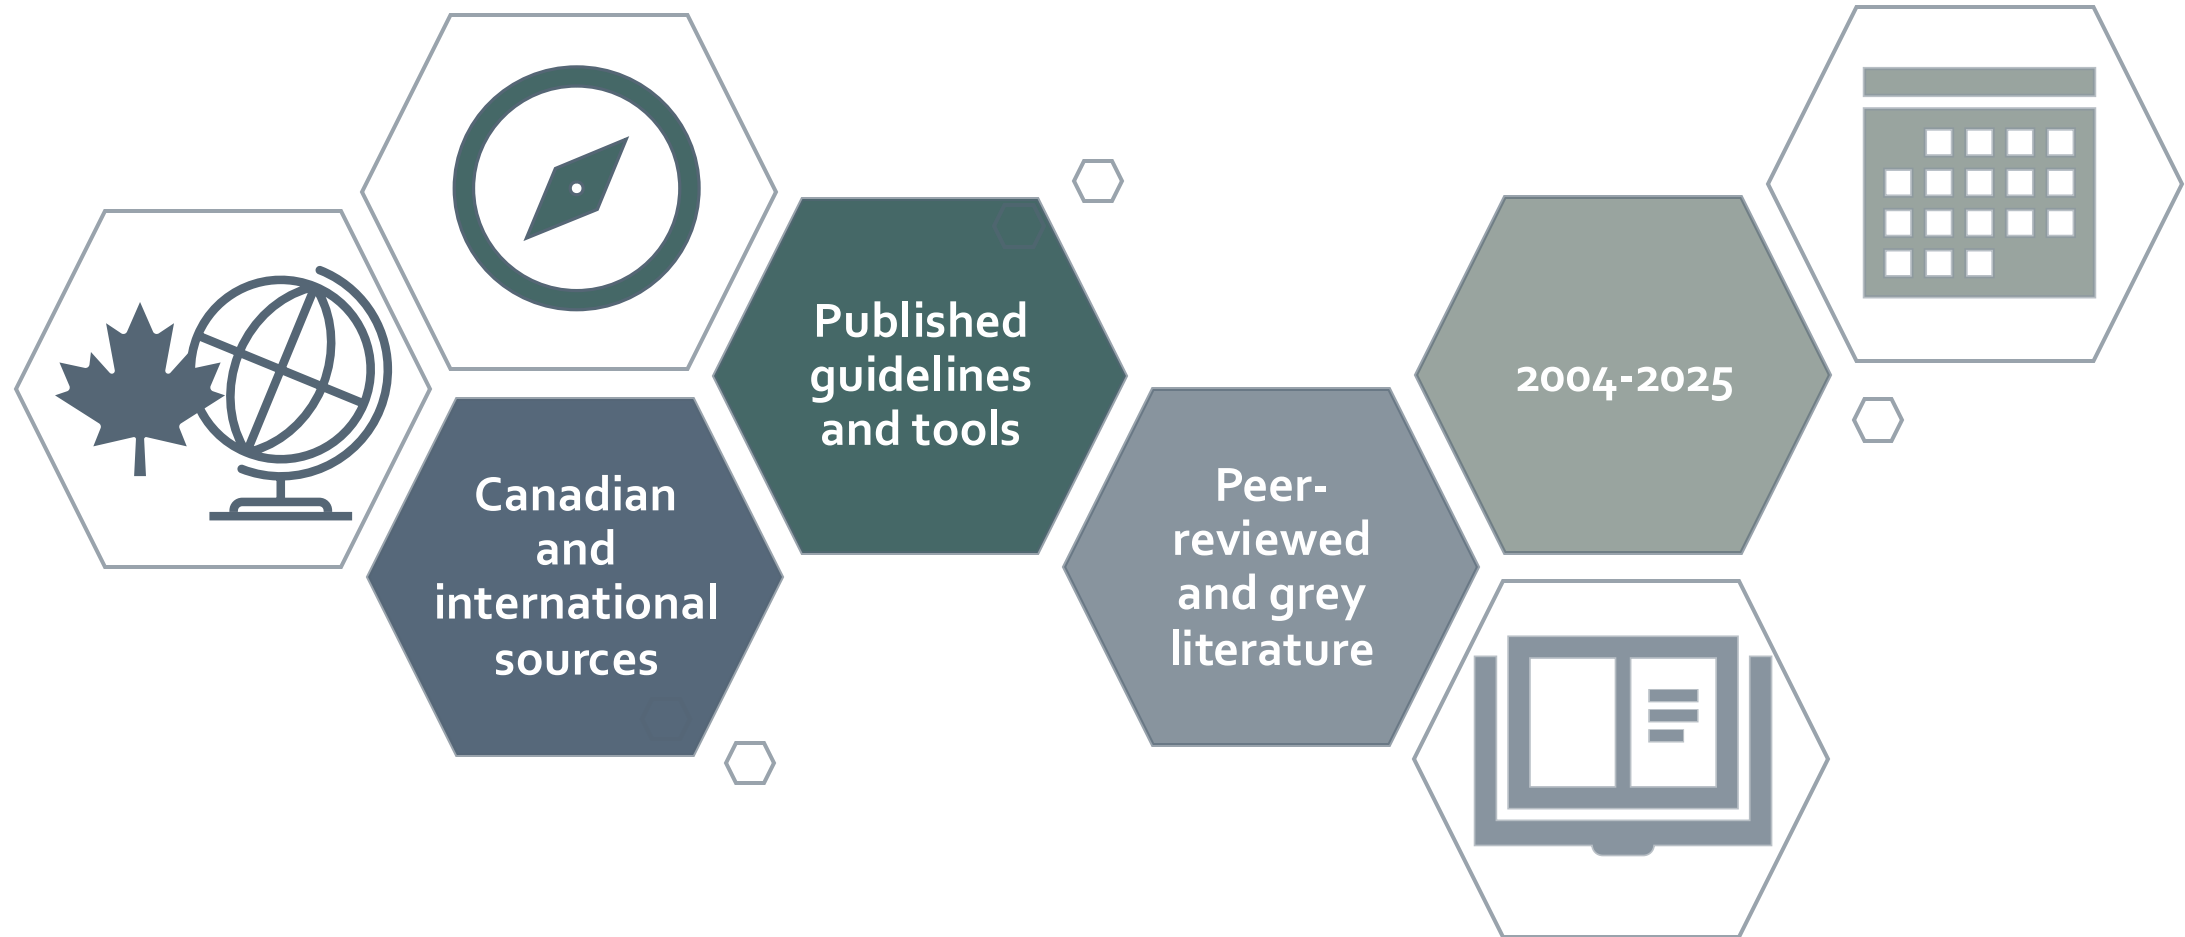 Canadian
and
international
sources
Published
guidelines
and tools
Peer-
reviewed
and grey
literature
2004-2025